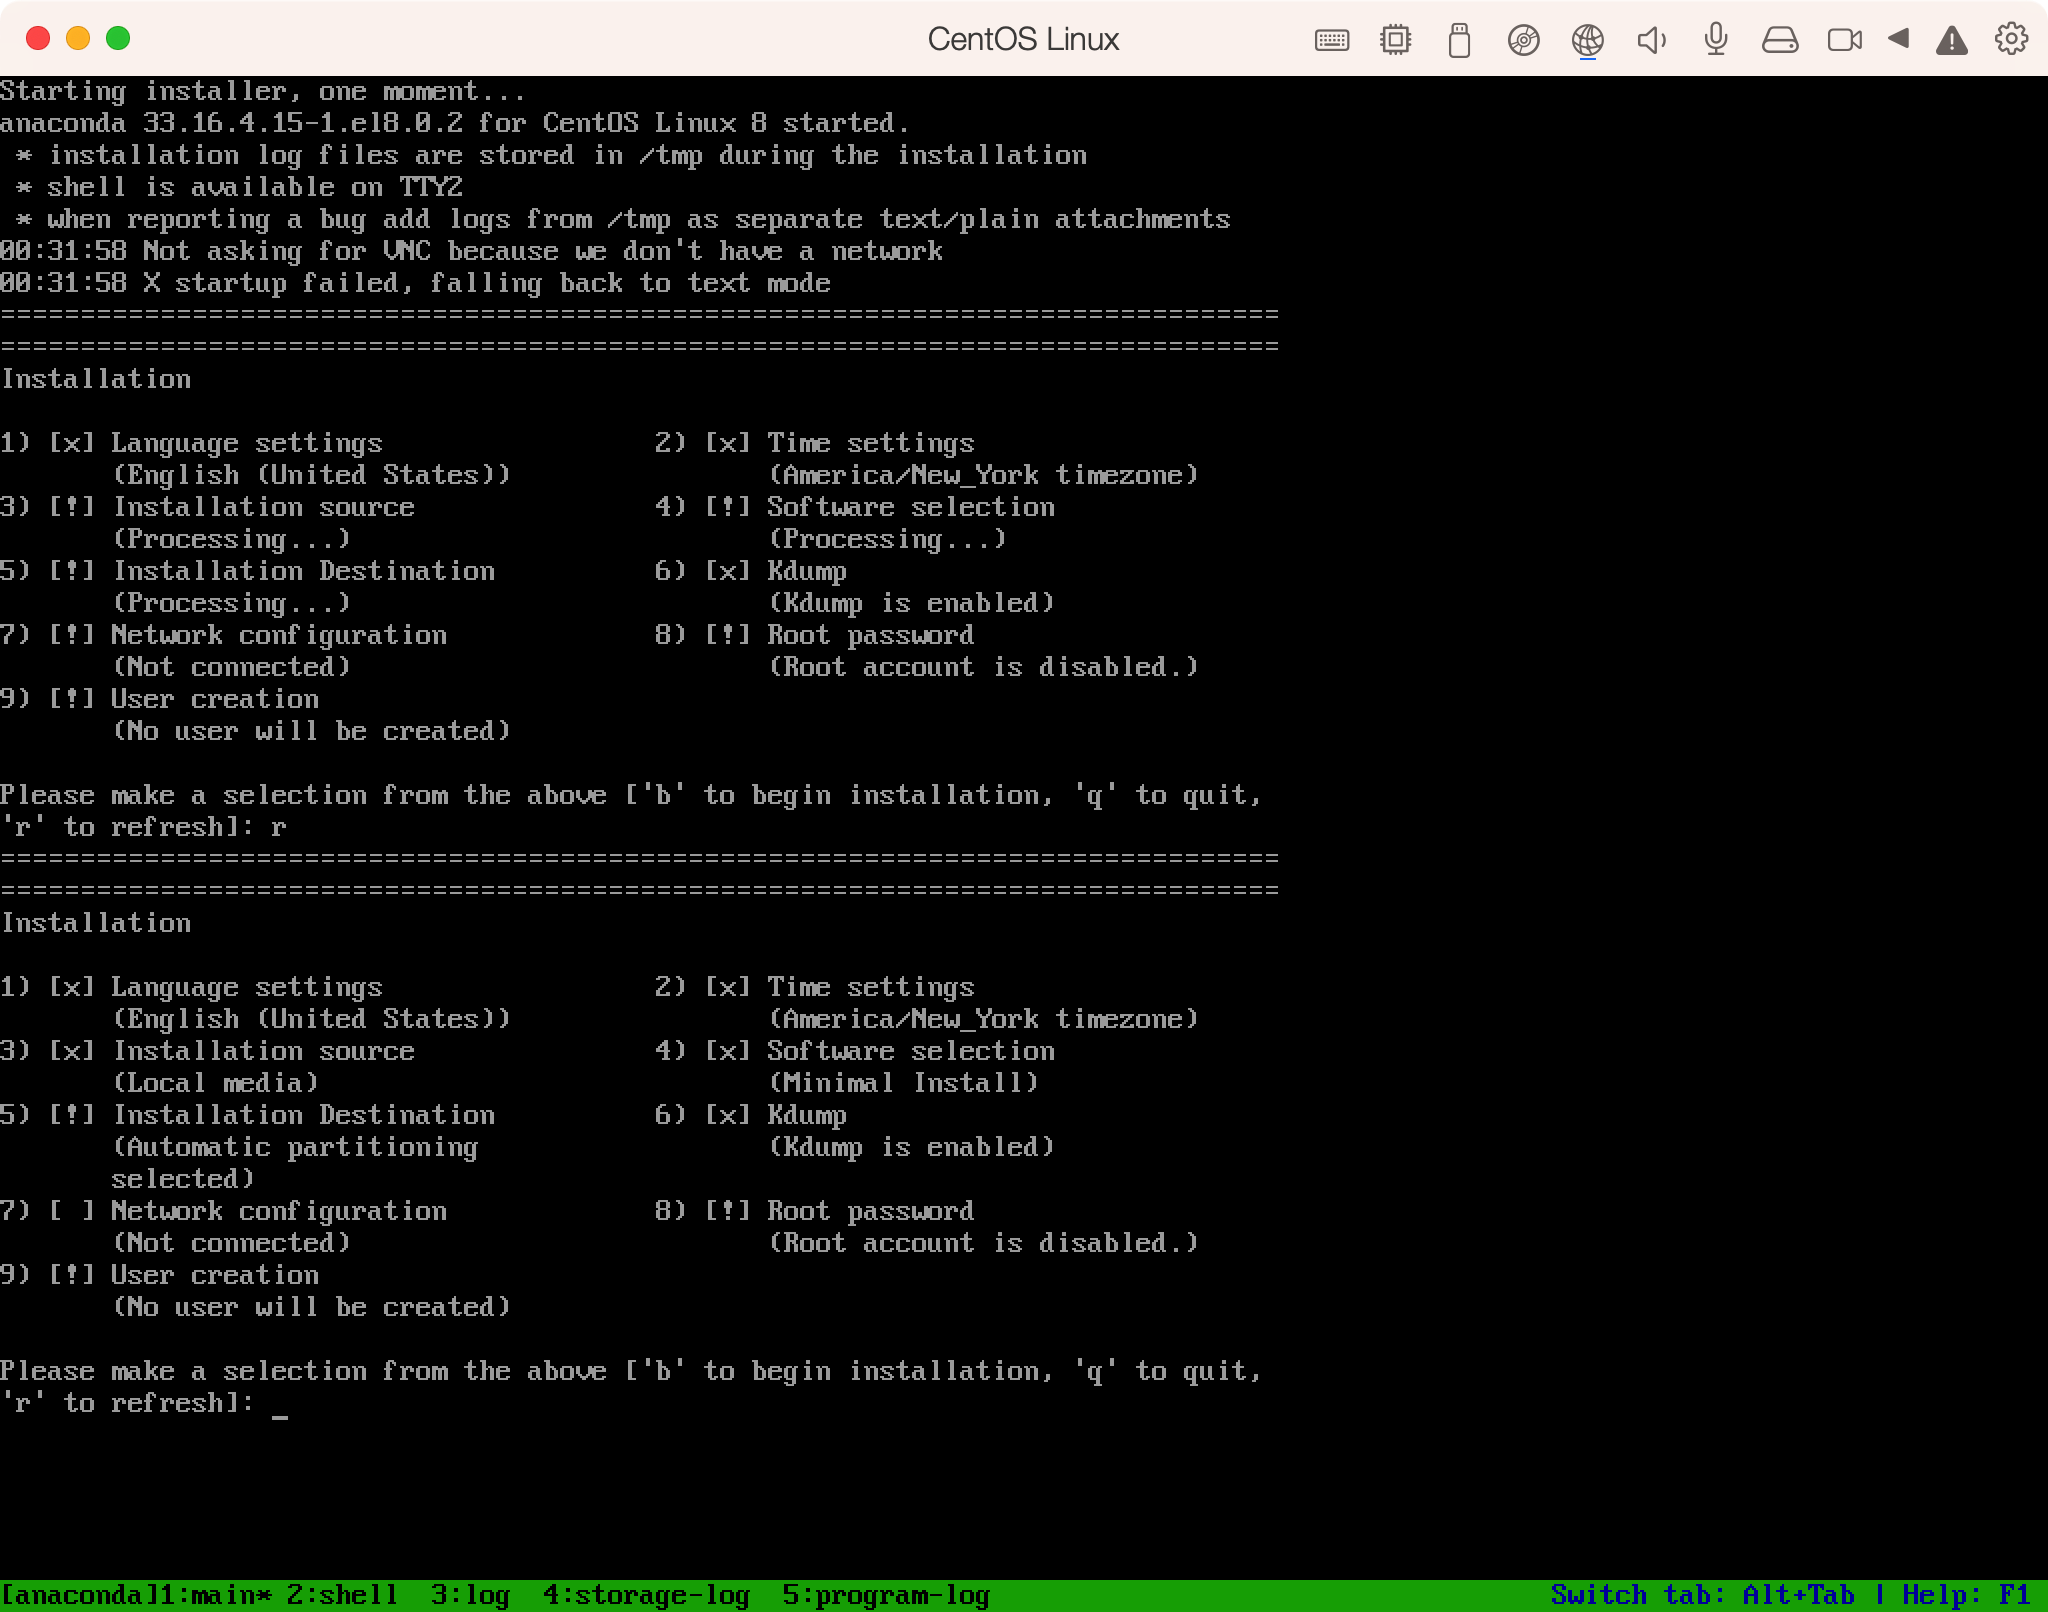 CentOS Linux
Starting installer, one moment...
anaconda 33.16.4.15-1.el8.0.2 for CentOS Linux 8 started.
 * installation log files are stored in /tmp during the installation
 * shell is available on TTY2
 * when reporting a bug add logs from /tmp as separate text/plain attachments
00:31:58 Not asking for VNC because we don't have a network
00:31:58 X startup failed, falling back to text mode
================================================================================
================================================================================
Installation
1) [x] Language settings                 2) [x] Time settings
       (English (United States))                (America/New_York timezone)
3) [!] Installation source               4) [!] Software selection
       (Processing...)                          (Processing...)
5) [!] Installation Destination          6) [x] Kdump
       (Processing...)                          (Kdump is enabled)
7) [!] Network configuration             8) [!] Root password
       (Not connected)                          (Root account is disabled.)
9) [!] User creation
       (No user will be created)
Please make a selection from the above ['b' to begin installation, 'q' to quit,
'r' to refresh]: r
================================================================================
================================================================================
Installation
1) [x] Language settings                 2) [x] Time settings
       (English (United States))                (America/New_York timezone)
3) [x] Installation source               4) [x] Software selection
       (Local media)                            (Minimal Install)
5) [!] Installation Destination          6) [x] Kdump
       (Automatic partitioning                  (Kdump is enabled)
       selected)
7) [ ] Network configuration             8) [!] Root password
       (Not connected)                          (Root account is disabled.)
9) [!] User creation
       (No user will be created)
Please make a selection from the above ['b' to begin installation, 'q' to quit,
'r' to refresh]: _
[anaconda]1:main* 2:shell  3:log  4:storage-log  5:program-log                                   Switch tab: Alt+Tab | Help: F1